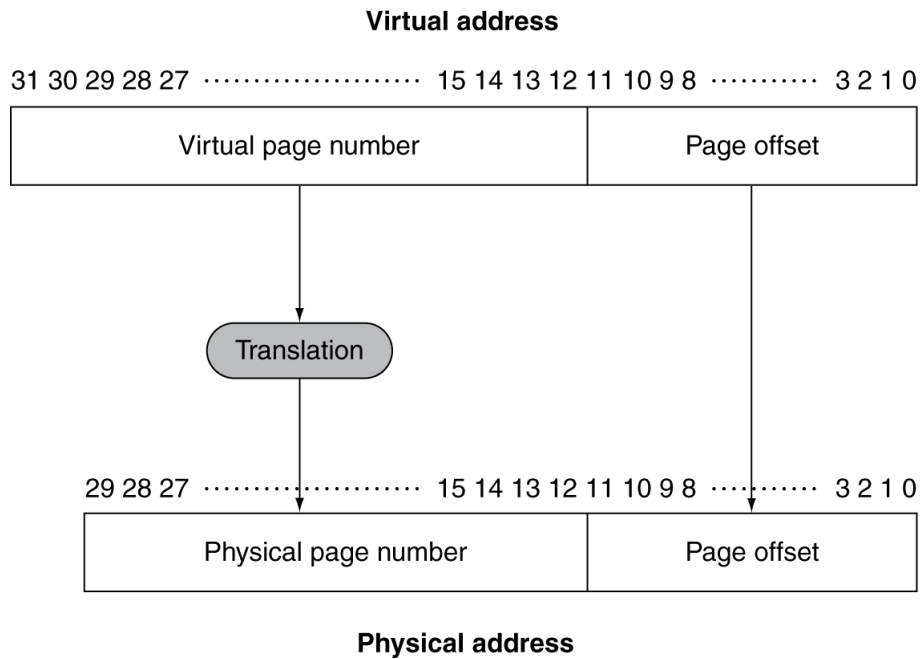 Virtual address
31 30 29 28 27 ······················ 15 14 13 12 11 10 9 8 ··········· 3 2 1 0
Virtual page number Page offset
Translation
29 28 27 ······················ 15 14 13 12 11 10 9 8 ··········· 3 2 1 0
Physical page number Page offset
Physical address